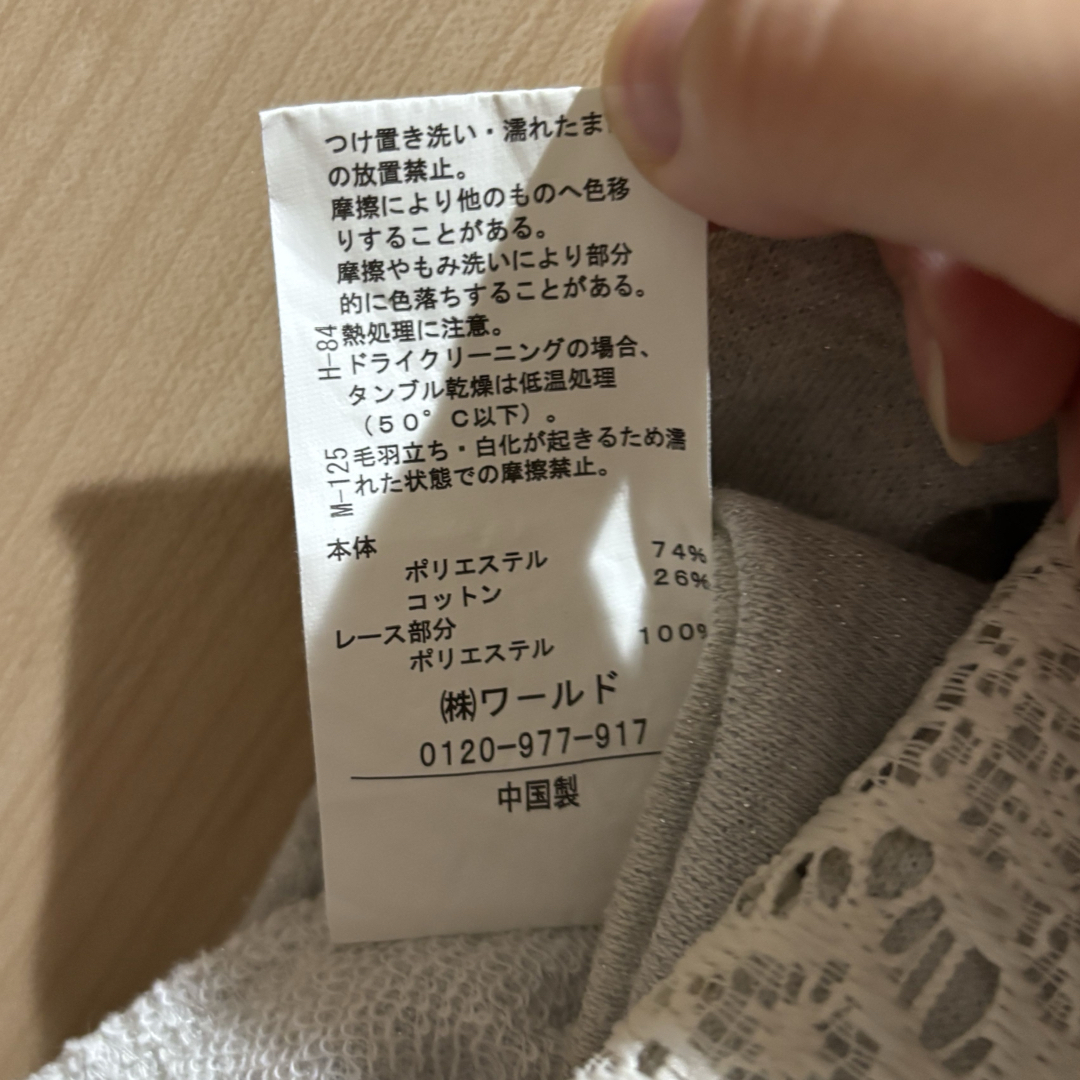 つけ置き洗い・濡れたま
の放置禁止。
摩擦により他のものへ色移
りすることがある。
摩擦やもみ洗いにより部分
的に色落ちすることがある。
熱処理に注意。
ドライクリーニングの場合、
タンブル乾燥は低温処理
（５０°Ｃ以下）。
毛羽立ち・白化が起きるため濡
れた状態での摩擦禁止。
H-84
M-125
本体
ポリエステル 74%
コットン 26%
レース部分
ポリエステル 100%
㈱ワールド
0120-977-917
中国製